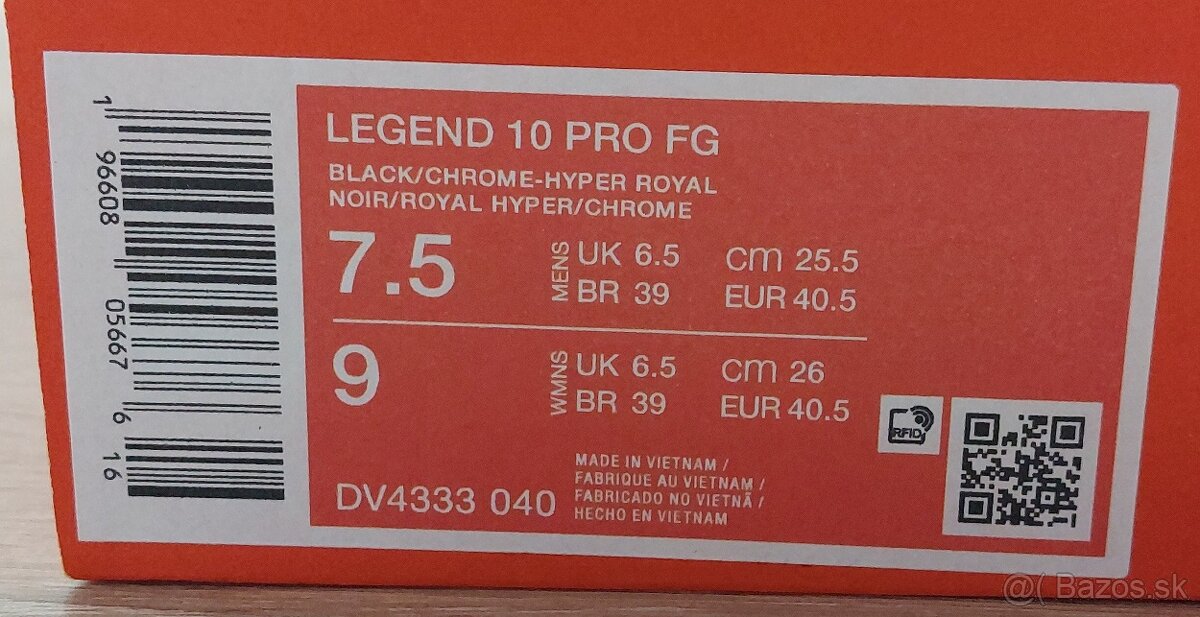 LEGEND 10 PRO FG
BLACK/CHROME-HYPER ROYAL
NOIR/ROYAL HYPER/CHROME
7.5
MENS
UK 6.5 cm 25.5
BR 39 EUR 40.5
9
WMNS
UK 6.5 cm 26
BR 39 EUR 40.5
DV4333 040
MADE IN VIETNAM /
FABRIQUE AU VIETNAM /
FABRICADO NO VIETNÃ /
HECHO EN VIETNAM
RFID
1 96608 05667 6 16
@( Bazos.sk